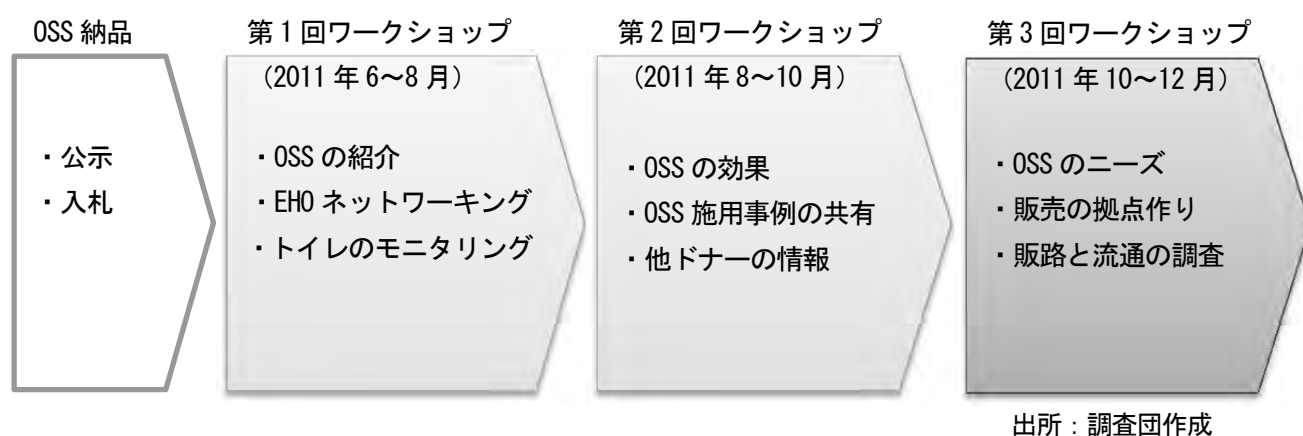 OSS 納品
・公示
・入札
第 1 回ワークショップ
（2011 年 6～8 月）
・OSS の紹介
・EHO ネットワーキング
・トイレのモニタリング
第 2 回ワークショップ
（2011 年 8～10 月）
・OSS の効果
・OSS 施用事例の共有
・他ドナーの情報
第 3 回ワークショップ
（2011 年 10～12 月）
・OSS のニーズ
・販売の拠点作り
・販路と流通の調査
出所：調査団作成